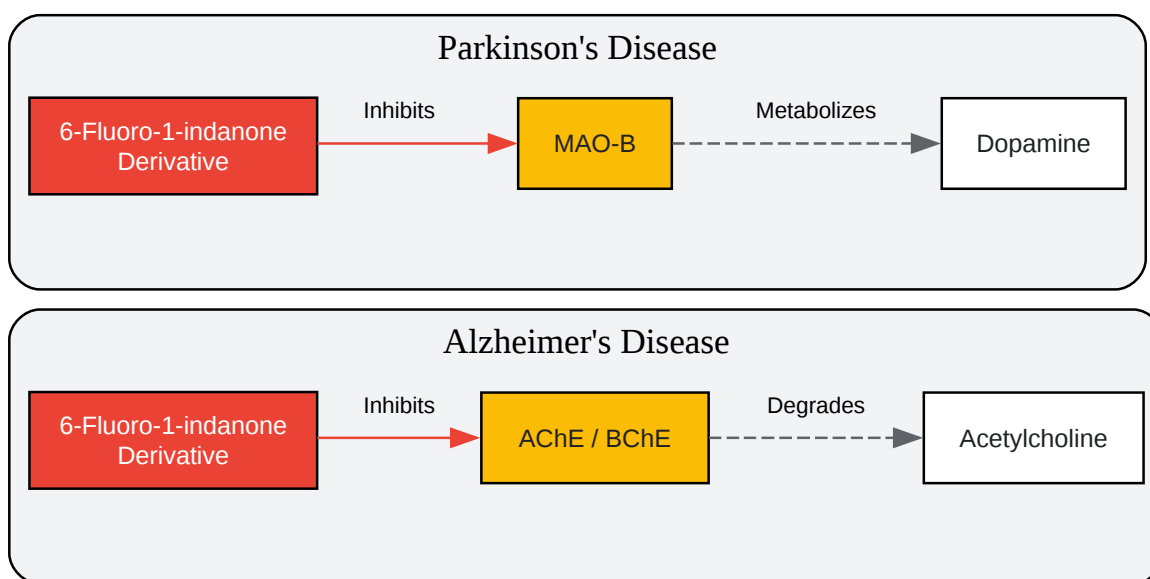 Parkinson's Disease
6-Fluoro-1-indanone
Derivative
Inhibits
MAO-B
Metabolizes
Dopamine
Alzheimer's Disease
6-Fluoro-1-indanone
Derivative
Inhibits
AChE / BChE
Degrades
Acetylcholine